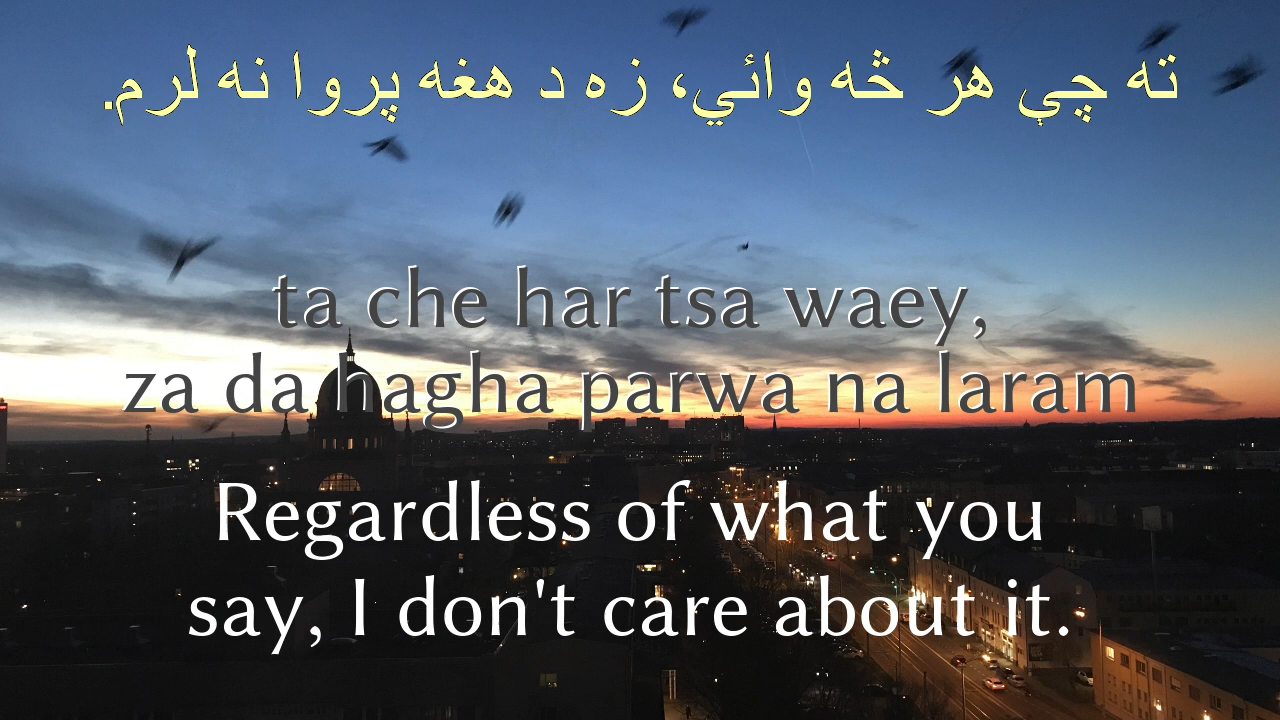 ته چې هر څه وائي، زه د هغه پروا نه لرم.
ta che har tsa waey,
za da hagha parwa na laram
Regardless of what you
say, I don't care about it.